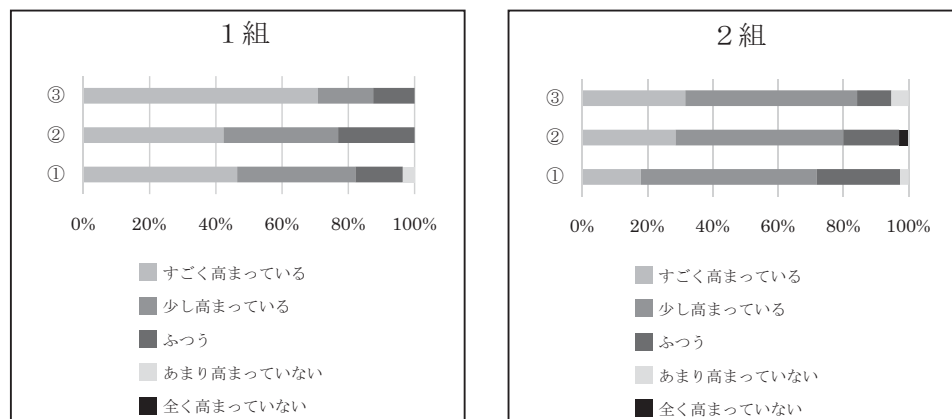 1組
③
②
①
0% 20% 40% 60% 80% 100%
すごく高まっている
少し高まっている
ふつう
あまり高まっていない
全く高まっていない
2組
③
②
①
0% 20% 40% 60% 80% 100%
すごく高まっている
少し高まっている
ふつう
あまり高まっていない
全く高まっていない